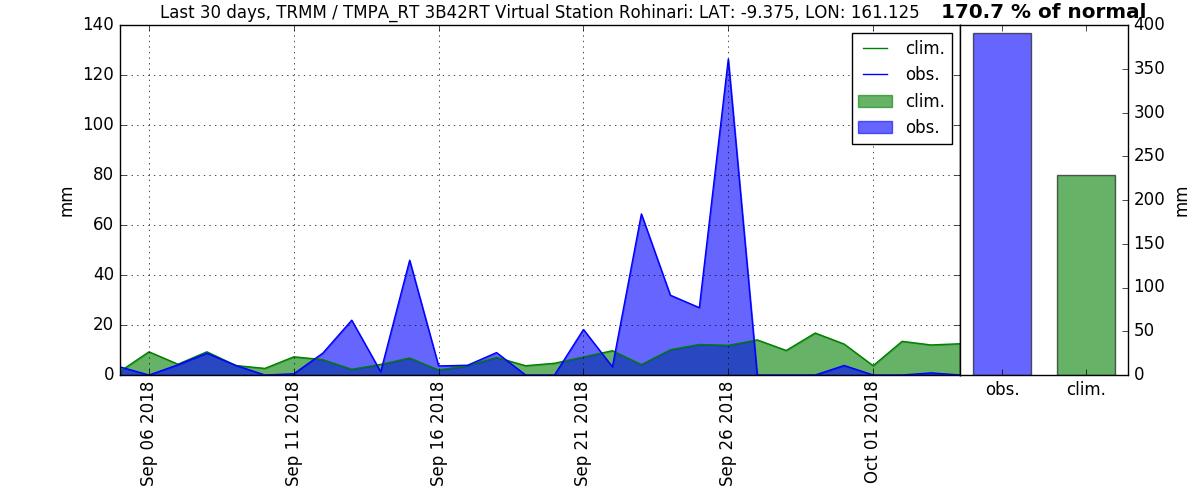 Last 30 days, TRMM / TMPA_RT 3B42RT Virtual Station Rohinari: LAT: -9.375, LON: 161.125
170.7 % of normal
140
120
100
80
60
40
20
0
mm
clim.
obs.
clim.
obs.
Sep 06 2018
Sep 11 2018
Sep 16 2018
Sep 21 2018
Sep 26 2018
Oct 01 2018
400
350
300
250
200
150
100
50
0
mm
obs.
clim.